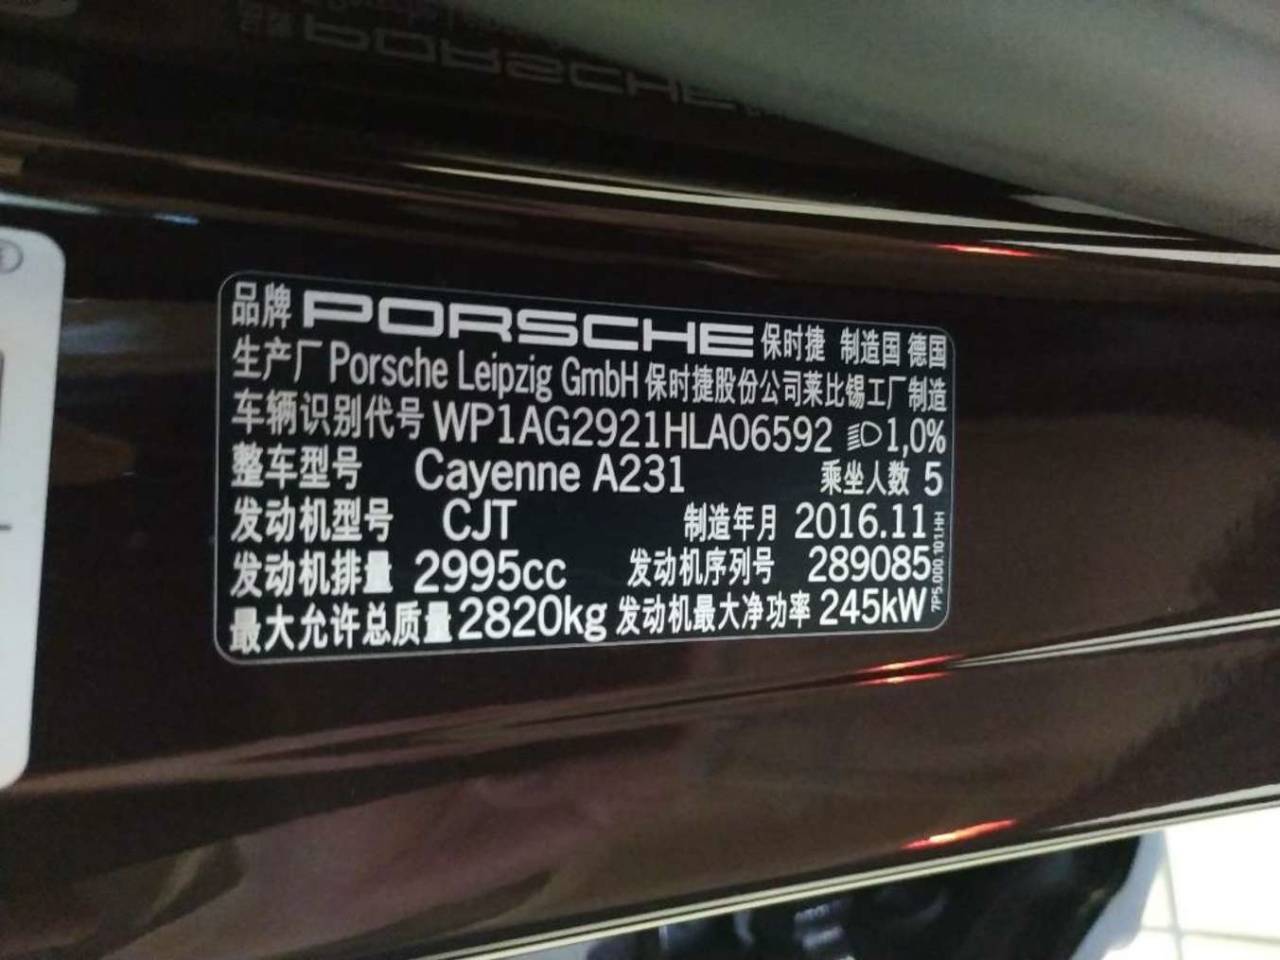 品牌 PORSCHE 保时捷 制造国 德国
生产厂 Porsche Leipzig GmbH 保时捷股份公司莱比锡工厂制造
车辆识别代号 WP1AG2921HLA06592 1,0%
整车型号 Cayenne A231 乘坐人数 5
发动机型号 CJT 制造年月 2016.11
发动机排量 2995cc 发动机序列号 289085
最大允许总质量 2820kg 发动机最大净功率 245kW
7P5.000.101.HH